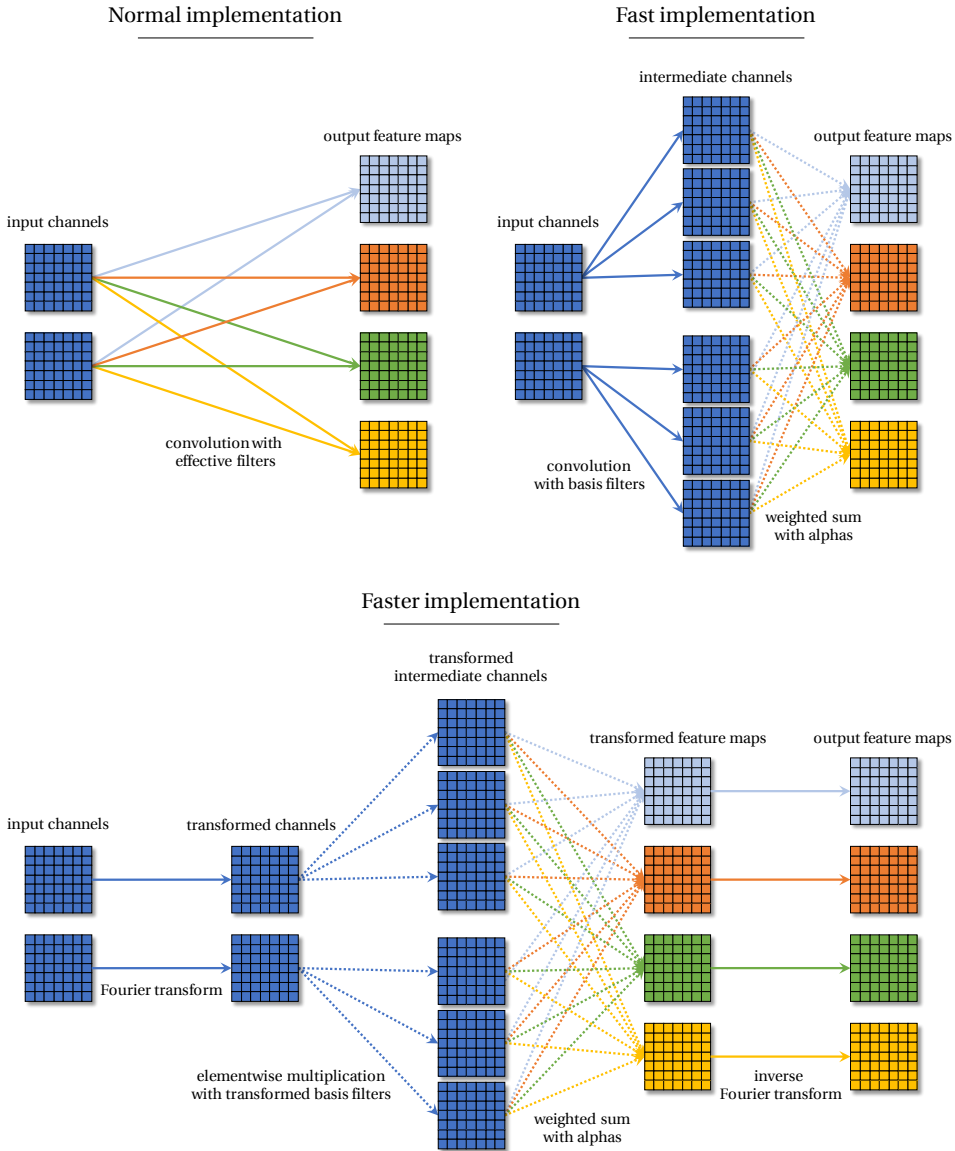 Normal implementation
output feature maps
input channels
convolution with
effective filters
Fast implementation
intermediate channels
output feature maps
input channels
convolution
with basis filters
weighted sum
with alphas
Faster implementation
transformed
intermediate channels
transformed feature maps
output feature maps
input channels
transformed channels
Fourier transform
elementwise multiplication
with transformed basis filters
weighted sum
with alphas
inverse
Fourier transform